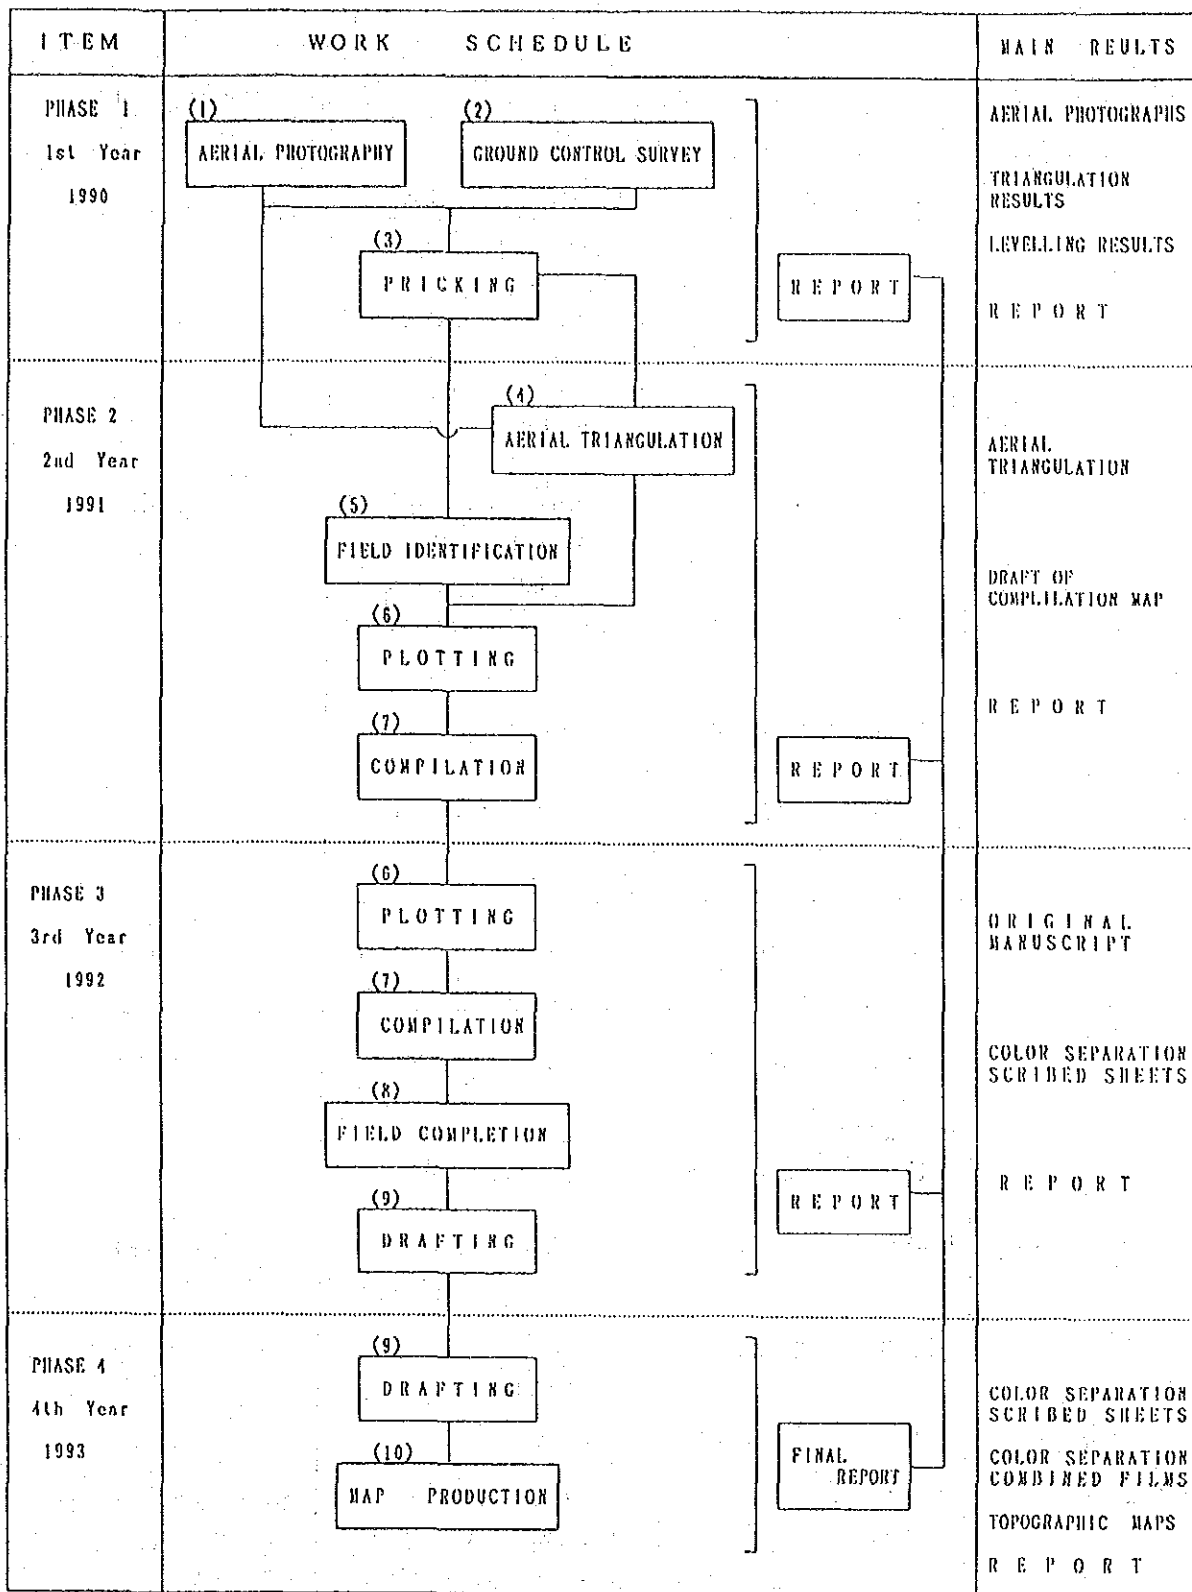 ITEM
WORK SCHEDULE
MAIN REULTS
PHASE 1
1st Year
1990
(1)
AERIAL PHOTOGRAPHY
(2)
GROUND CONTROL SURVEY
(3)
PRICKING
REPORT
AERIAL PHOTOGRAPHS
TRIANGULATION
RESULTS
LEVELLING RESULTS
REPORT
PHASE 2
2nd Year
1991
(4)
AERIAL TRIANGULATION
(5)
FIELD IDENTIFICATION
(6)
PLOTTING
(7)
COMPILATION
REPORT
AERIAL
TRIANGULATION
DRAFT OF
COMPLILATION MAP
REPORT
PHASE 3
3rd Year
1992
(6)
PLOTTING
(7)
COMPILATION
(8)
FIELD COMPLETION
(9)
DRAFTING
REPORT
ORIGINAL
MANUSCRIPT
COLOR SEPARATION
SCRIBED SHEETS
REPORT
PHASE 4
4th Year
1993
(9)
DRAFTING
(10)
MAP PRODUCTION
FINAL
REPORT
COLOR SEPARATION
SCRIBED SHEETS
COLOR SEPARATION
COMBINED FILMS
TOPOGRAPHIC MAPS
REPORT